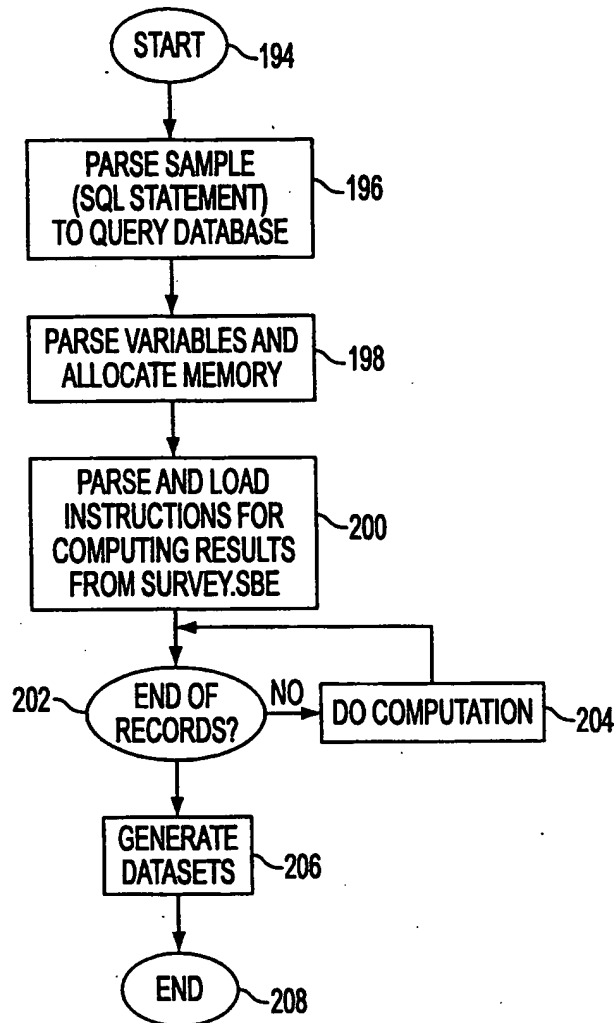 START
194
PARSE SAMPLE
(SQL STATEMENT)
TO QUERY DATABASE
196
PARSE VARIABLES AND
ALLOCATE MEMORY
198
PARSE AND LOAD
INSTRUCTIONS FOR
COMPUTING RESULTS
FROM SURVEY.SBE
200
202
END OF
RECORDS?
NO
DO COMPUTATION
204
GENERATE
DATASETS
206
END
208